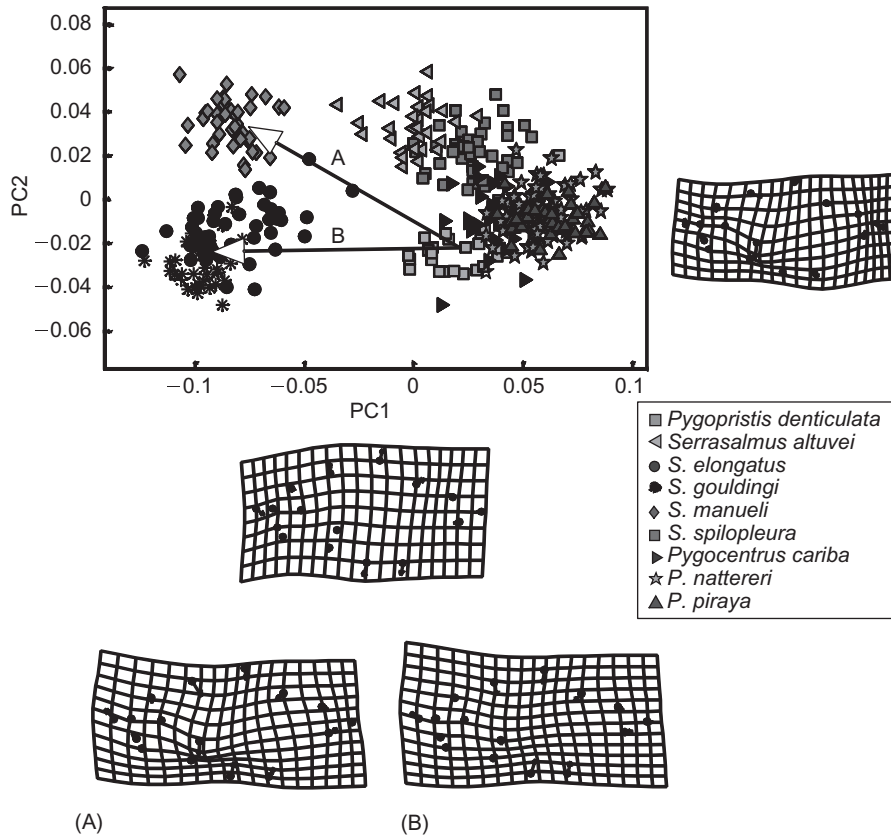 0.08
0.06
0.04
0.02
0
−0.02
−0.04
−0.06
PC2
A
B
−0.1
−0.05
0
0.05
0.1
PC1
Pygopristis denticulata
Serrasalmus altuvei
S. elongatus
S. gouldingi
S. manueli
S. spilopleura
Pygocentrus cariba
P. nattereri
P. piraya
(A)
(B)